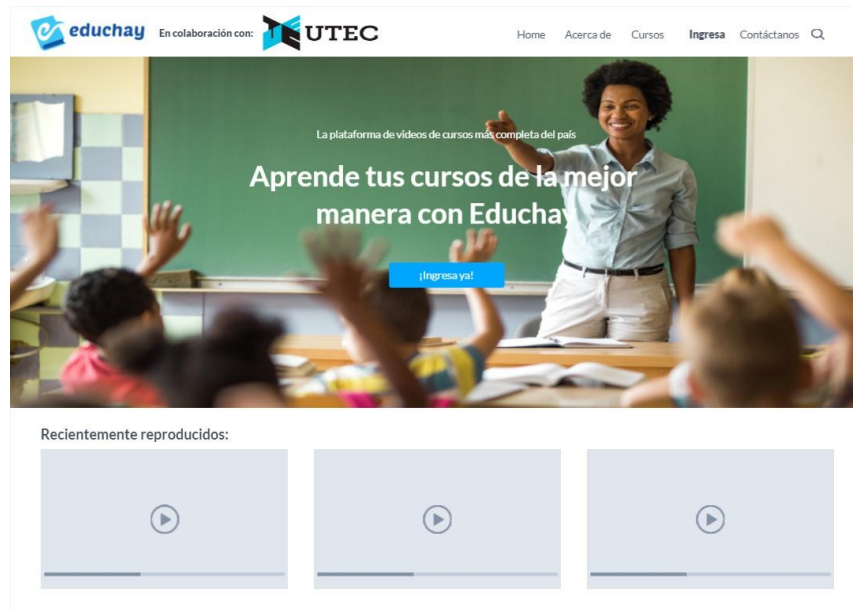 educhay En colaboración con: UTEC Home Acerca de Cursos Ingresa Contáctanos
La plataforma de videos de cursos más completa del país
Aprende tus cursos de la mejor
manera con Educhay
¡Ingresa ya!
Recientemente reproducidos: